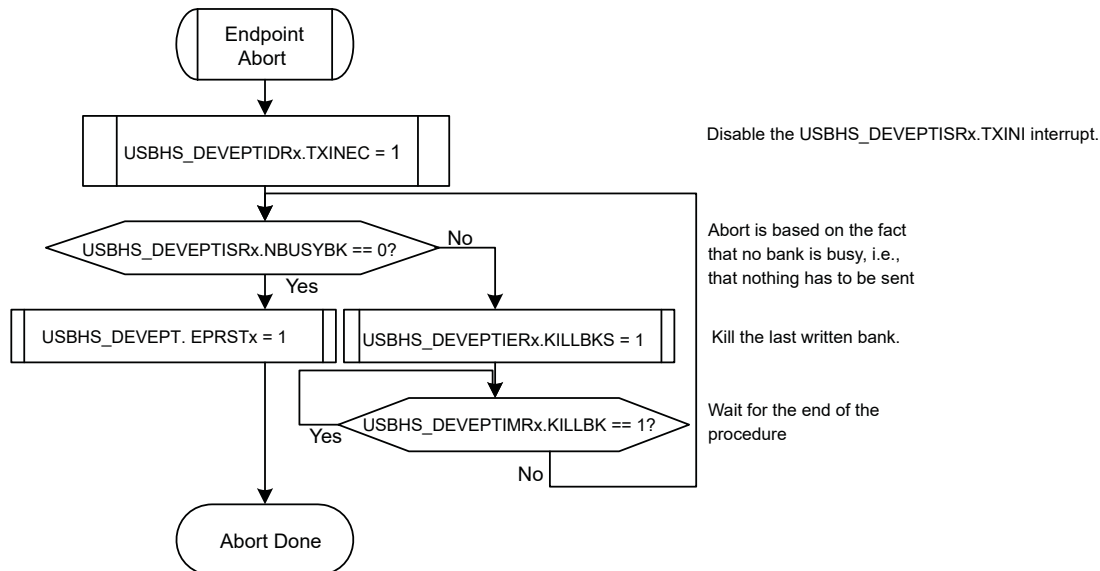 Endpoint
Abort
USBHS_DEVEPTIDRx.TXINEC = 1
Disable the USBHS_DEVEPTISRx.TXINI interrupt.
USBHS_DEVEPTISRx.NBUSYBK == 0?
No
Abort is based on the fact
that no bank is busy, i.e.,
that nothing has to be sent
Yes
USBHS_DEVEPT. EPRSTx = 1
USBHS_DEVEPTIERx.KILLBKS = 1
Kill the last written bank.
USBHS_DEVEPTIMRx.KILLBK == 1?
Yes
Wait for the end of the
procedure
No
Abort Done